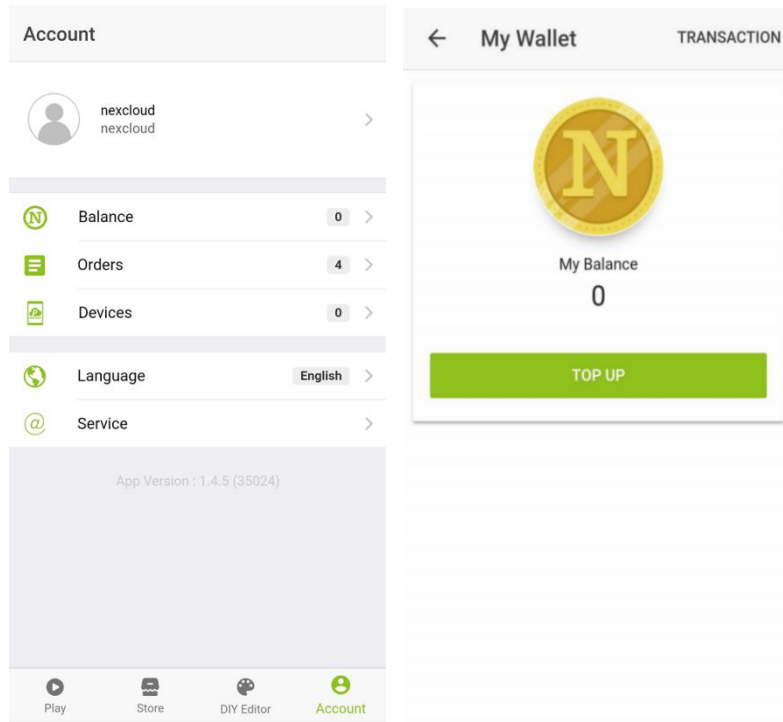 Account
nexcloud
nexcloud
N Balance 0
Orders 4
Devices 0
Language English
@ Service
App Version : 1.4.5 (35024)
Play Store DIY Editor Account
My Wallet TRANSACTION
N
My Balance
0
TOP UP